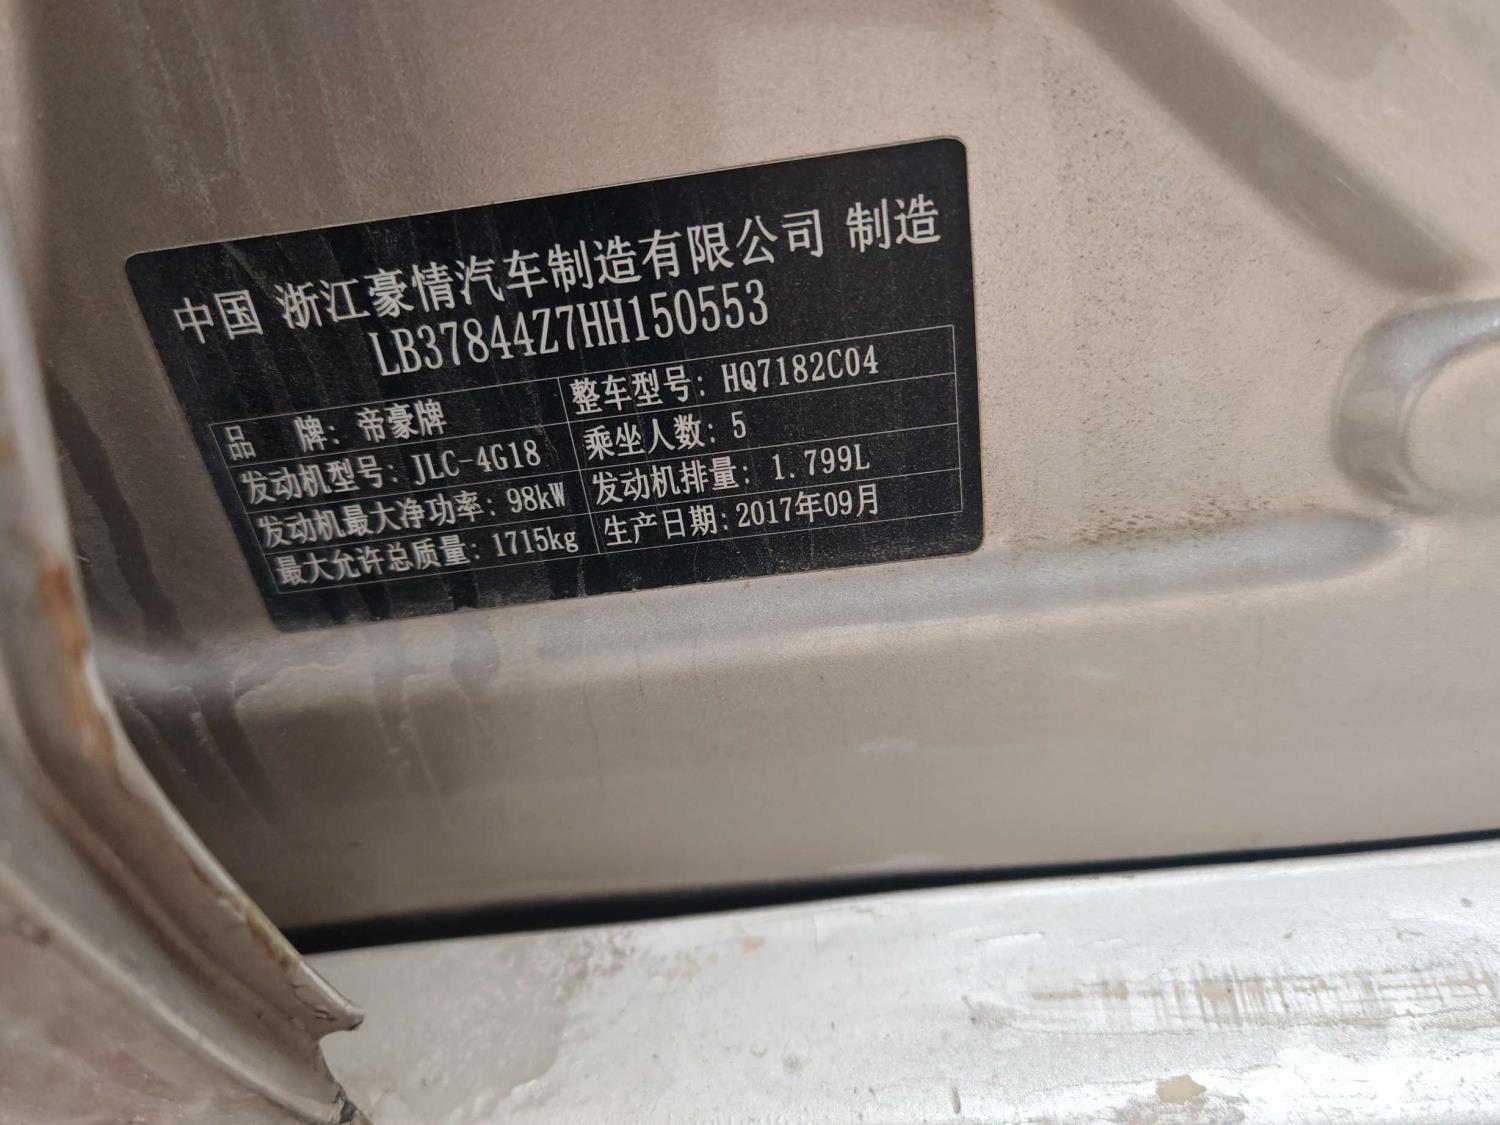 中国 浙江豪情汽车制造有限公司 制造
LB37844Z7HH150553
品 牌: 帝豪牌 整车型号: HQ7182C04
发动机型号: JLC-4G18 乘坐人数: 5
发动机最大净功率: 98kW 发动机排量: 1.799L
最大允许总质量: 1715kg 生产日期: 2017年09月